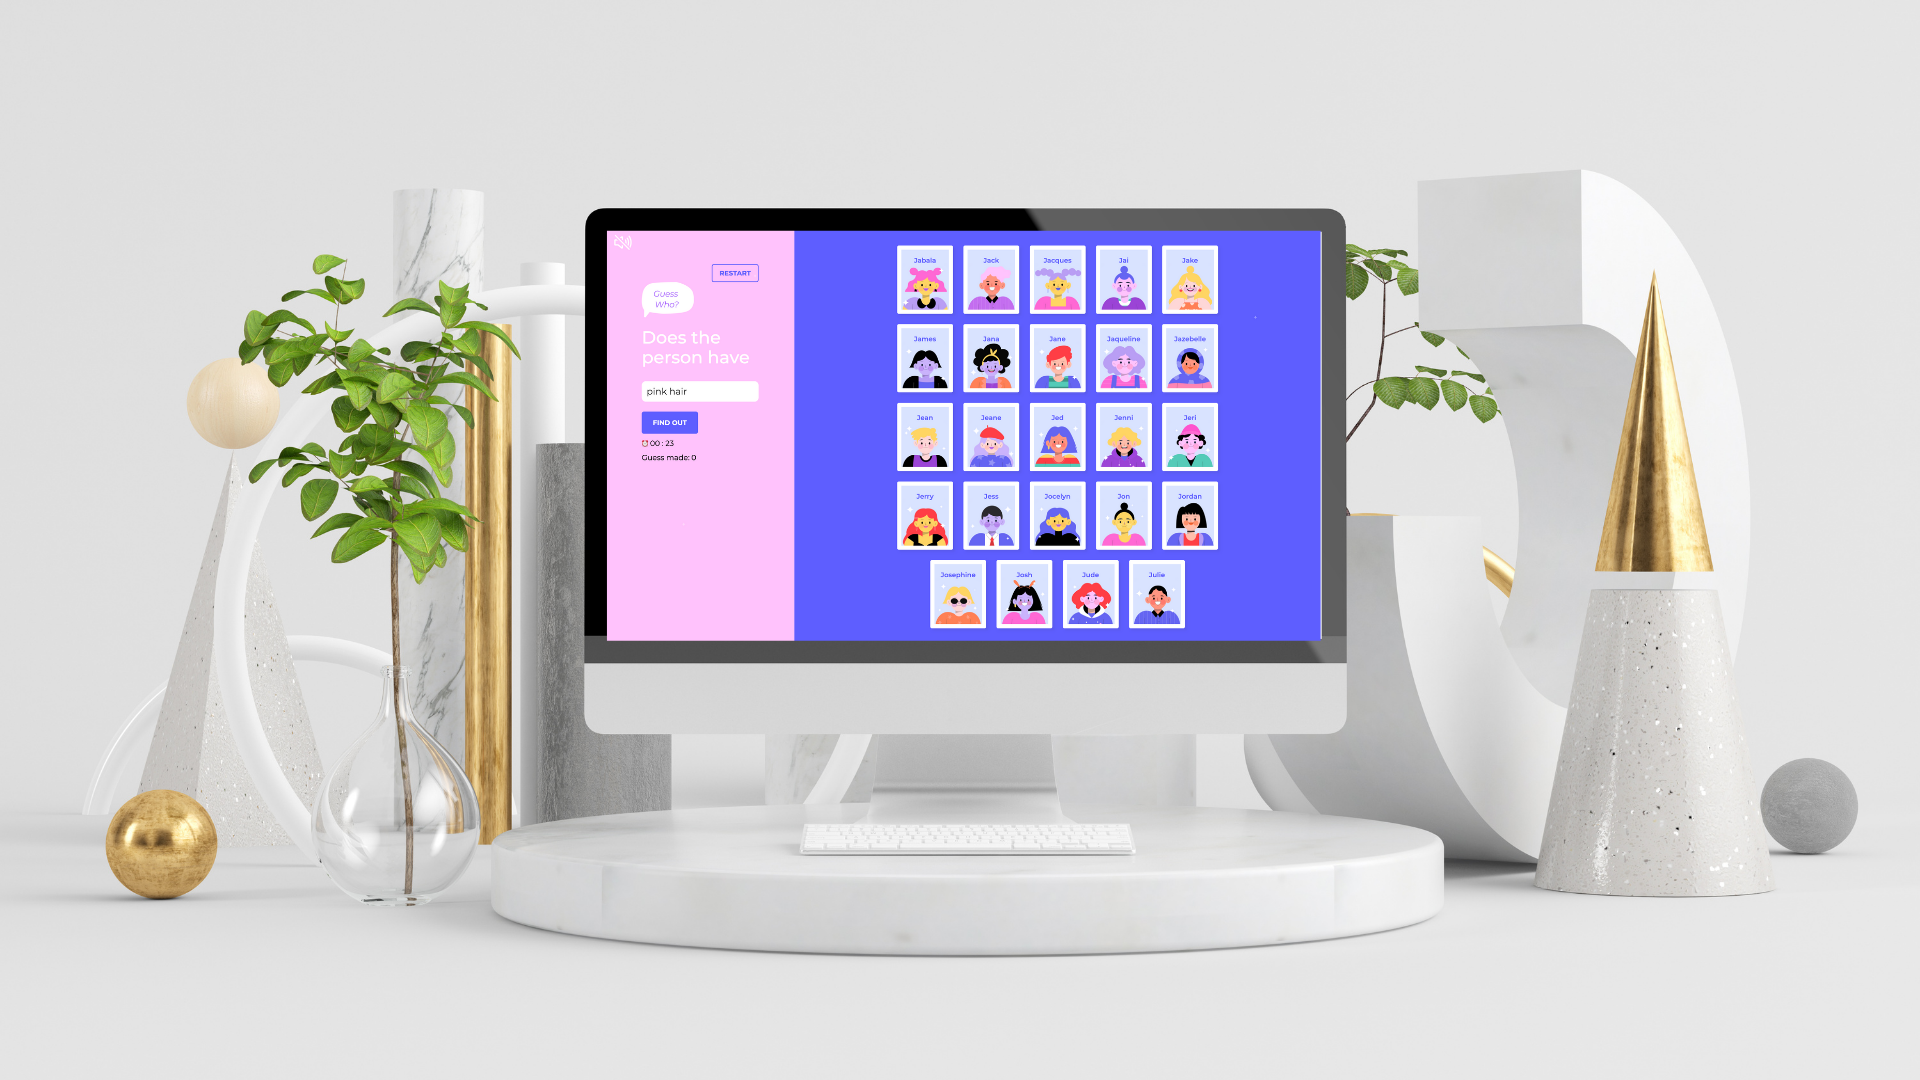 RESTART
Guess
Who?
Does the
person have
pink hair
FIND OUT
00 : 23
Guess made: 0
Jabala Jack Jacques Jai Jake
James Jana Jane Jaqueline Jazebelle
Jean Jeane Jed Jenni Jeri
Jerry Jess Jocelyn Jon Jordan
Josephine Josh Jude Julie